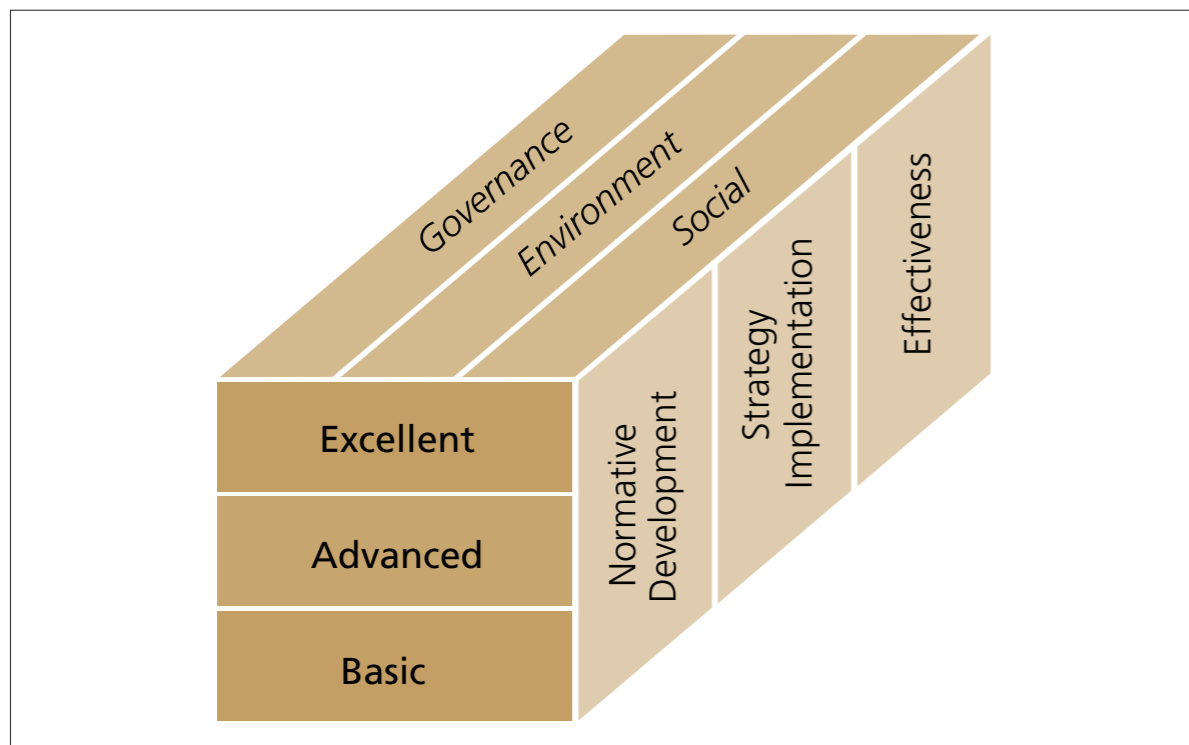 Governance
Environment
Social
Excellent
Advanced
Basic
Normative
Development
Strategy
Implementation
Effectiveness